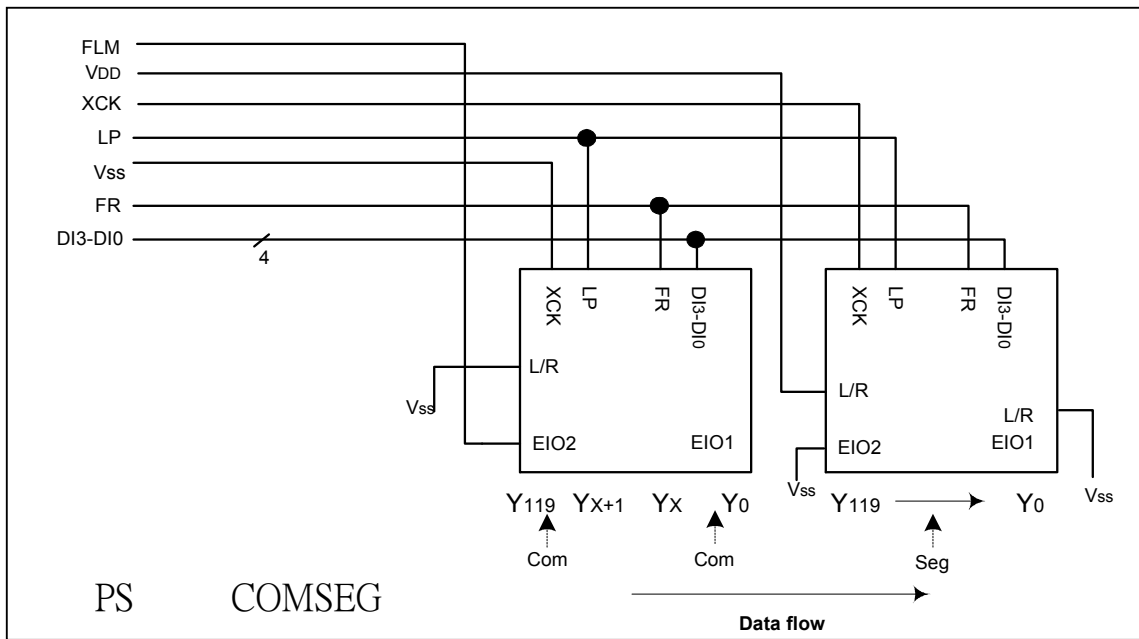 FLM
VDD
XCK
LP
Vss
FR
DI3-DI0
4
XCK LP FR DI3-DI0
XCK LP FR DI3-DI0
L/R
Vss
L/R
L/R
EIO2 EIO1
EIO2 EIO1
Vss
Vss
Y119 YX+1 YX Y0
Y119 Y0
Com Com Seg
PS COMSEG
Data flow